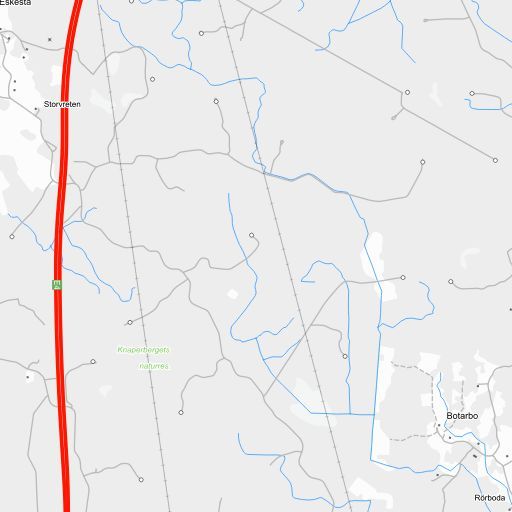 Eskesta
Storvreten
Knaperbergets
naturres.
Botarbo
Rörboda